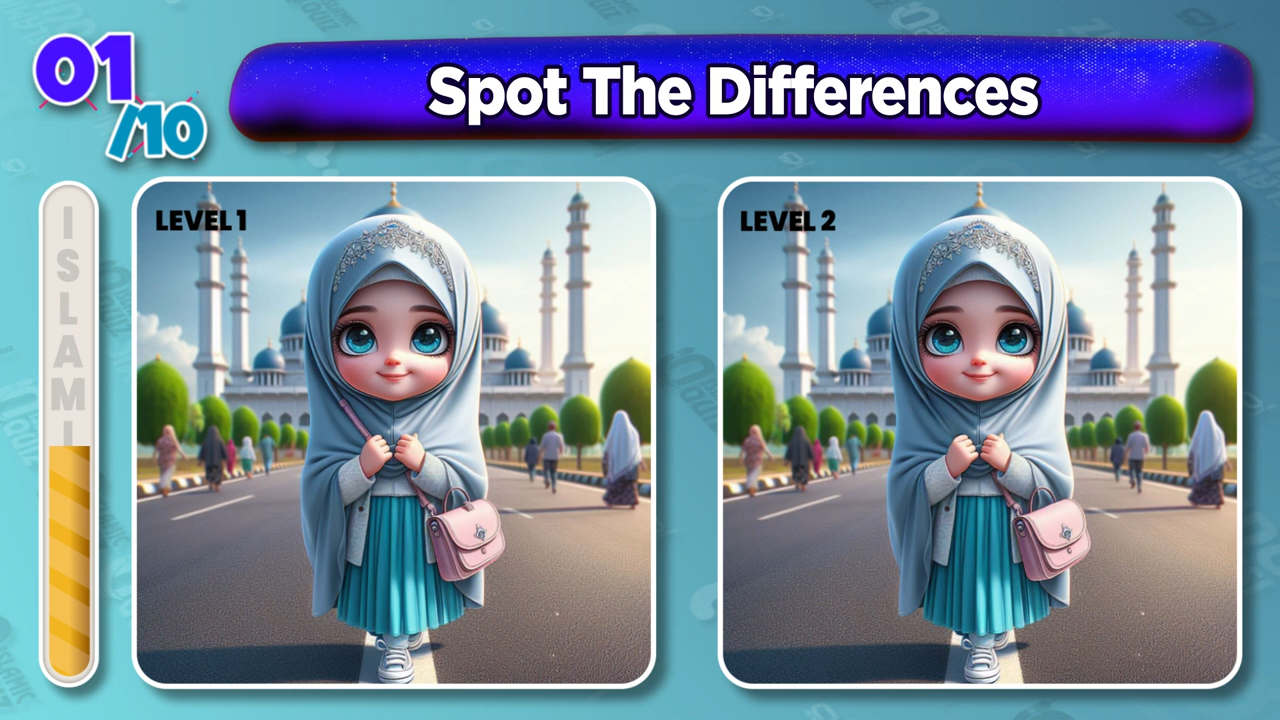 01
/10
Spot The Differences
ISLAMI
LEVEL 1
LEVEL 2